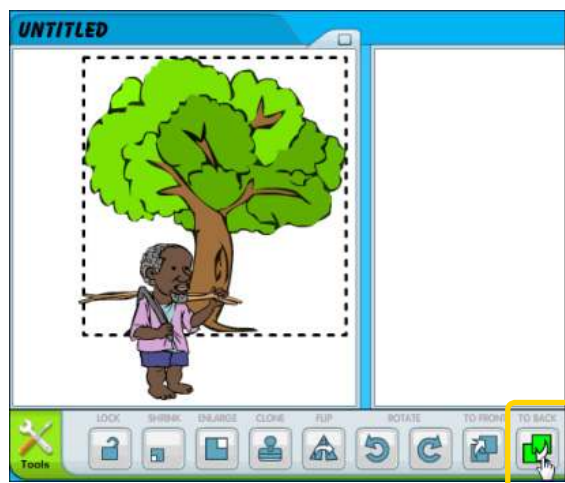 UNTITLED
LOCK SHRINK ENLARGE CLONE FLIP ROTATE TO FRONT TO BACK
Tools